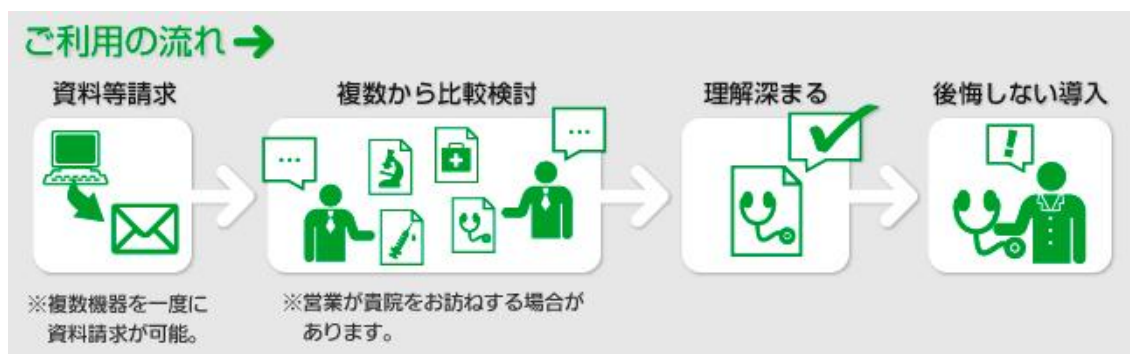 ご利用の流れ➔
資料等請求
複数から比較検討
理解深まる
後悔しない導入
...
...
!
※複数機器を一度に
資料請求が可能。
※営業が貴院をお訪ねする場合が
あります。